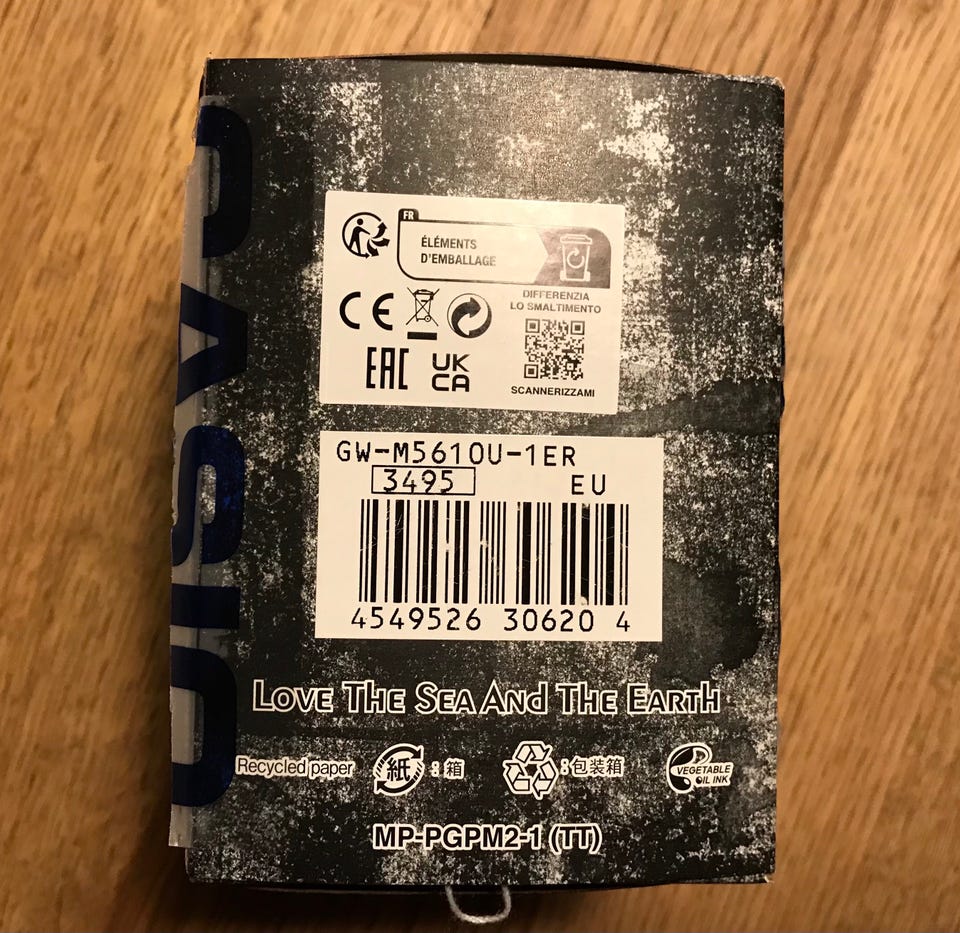 CASIO
FR
ÉLÉMENTS
D'EMBALLAGE
CE
DIFFERENZIA
LO SMALTIMENTO
EAC
UK
CA
SCANNERIZZAMI
GW-M5610U-1ER
3495 EU
4549526 30620 4
LOVE THE SEA AND THE EARTH
Recycled paper 紙 : 箱 : 包装箱 VEGETABLE
OIL INK
MP-PGPM2-1 (TT)